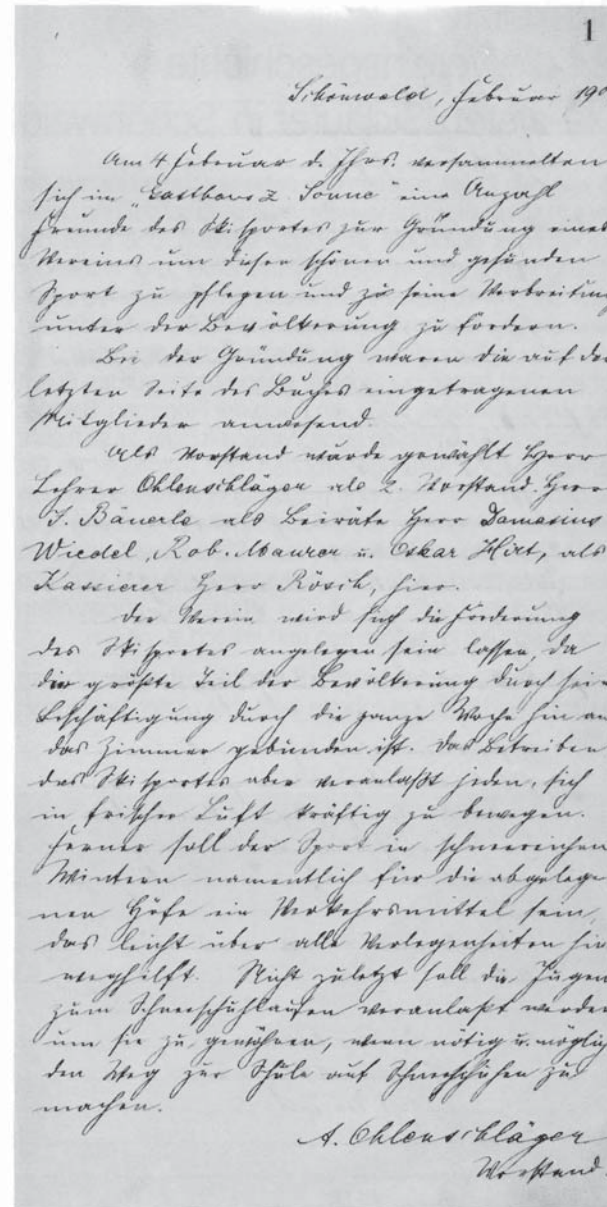 1
Schönwald, Februar 190
Am 4 Februar d. Jhrs. versammelten
sich im „Gasthaus z. Sonne" eine Anzahl
Freunde des Skisportes zur Gründung eines
Vereins um diesen schönen und gesunden
Sport zu pflegen und zu seine Verbreitung
unter der Bevölkerung zu fördern.
Bei der Gründung waren die auf der
letzten Seite des Buches eingetragenen
Mitglieder anwesend.
Als Vorstand wurde gewählt Herr
Lehrer Ohlenschläger als 2. Vorstand. Herr
J. Bäuerle als Beiräte Herr Damasius
Wiedel, Rob. Maurer u. Oskar Hirt, als
Kassierer Herr Rösch, hier.
Der Verein wird sich die Förderung
des Skisportes angelegen sein lassen, da
der größte Teil der Bevölkerung durch sein
Beschäftigung durch die ganze Woche hin an
das Zimmer gebunden ist. Das Betreiben
des Skisportes aber veranlaßt jeden, sich
in frischer Luft kräftig zu bewegen.
Ferner soll der Sport in schneereichen
Wintern namentlich für die abgelege
nen Höfe ein Verkehrsmittel sein,
das leicht über alle Verlegenheiten hin
weghilft. Nicht zuletzt soll die Jugen
zum Schneeschuhlaufen veranlaßt werden
um sie zu gewöhnen, wenn nötig u. möglich
den Weg zur Schule auf Schneeschuhen zu
machen.
A. Ohlenschläger
Vorstand.